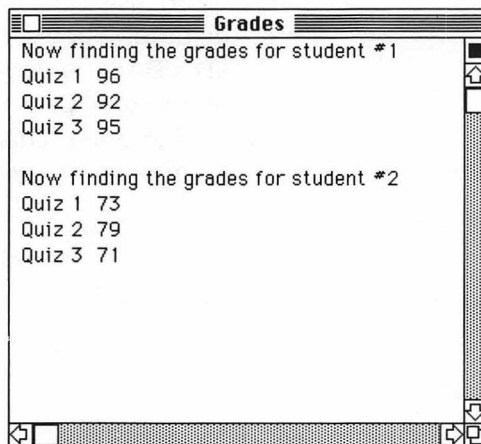 Grades
Now finding the grades for student #1
Quiz 1 96
Quiz 2 92
Quiz 3 95
Now finding the grades for student #2
Quiz 1 73
Quiz 2 79
Quiz 3 71